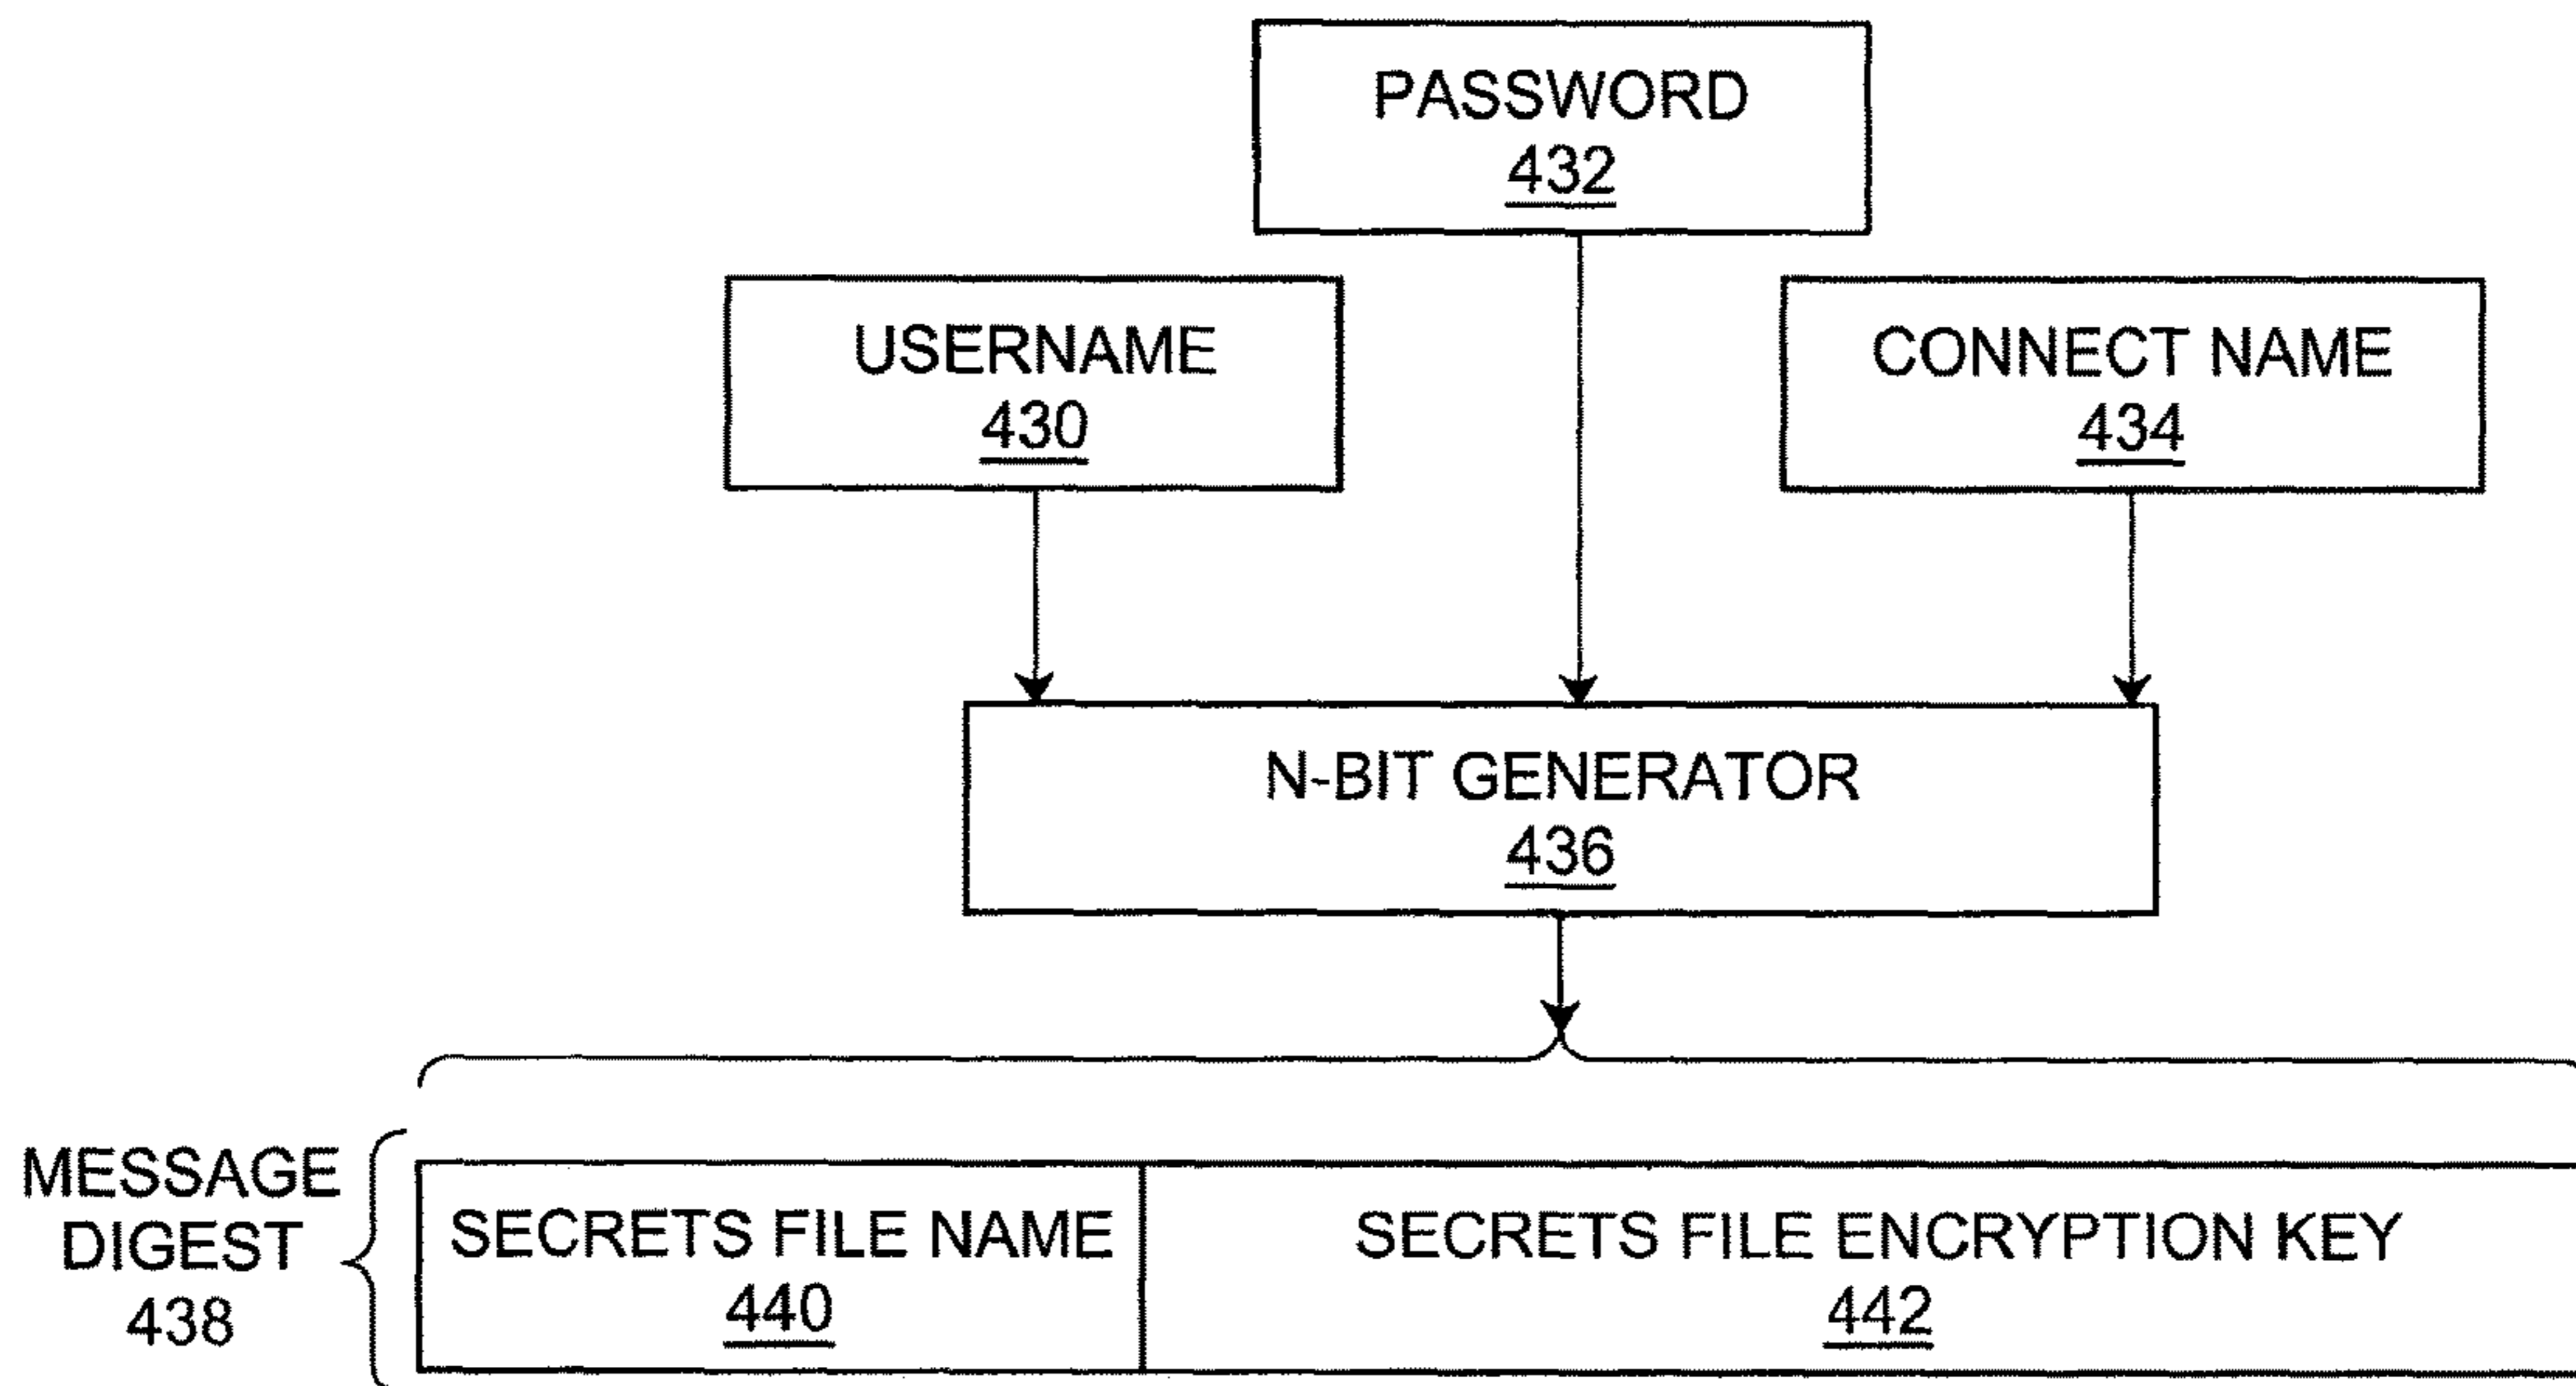 PASSWORD
432
USERNAME
430
CONNECT NAME
434
N-BIT GENERATOR
436
MESSAGE
DIGEST
438
SECRETS FILE NAME
440
SECRETS FILE ENCRYPTION KEY
442